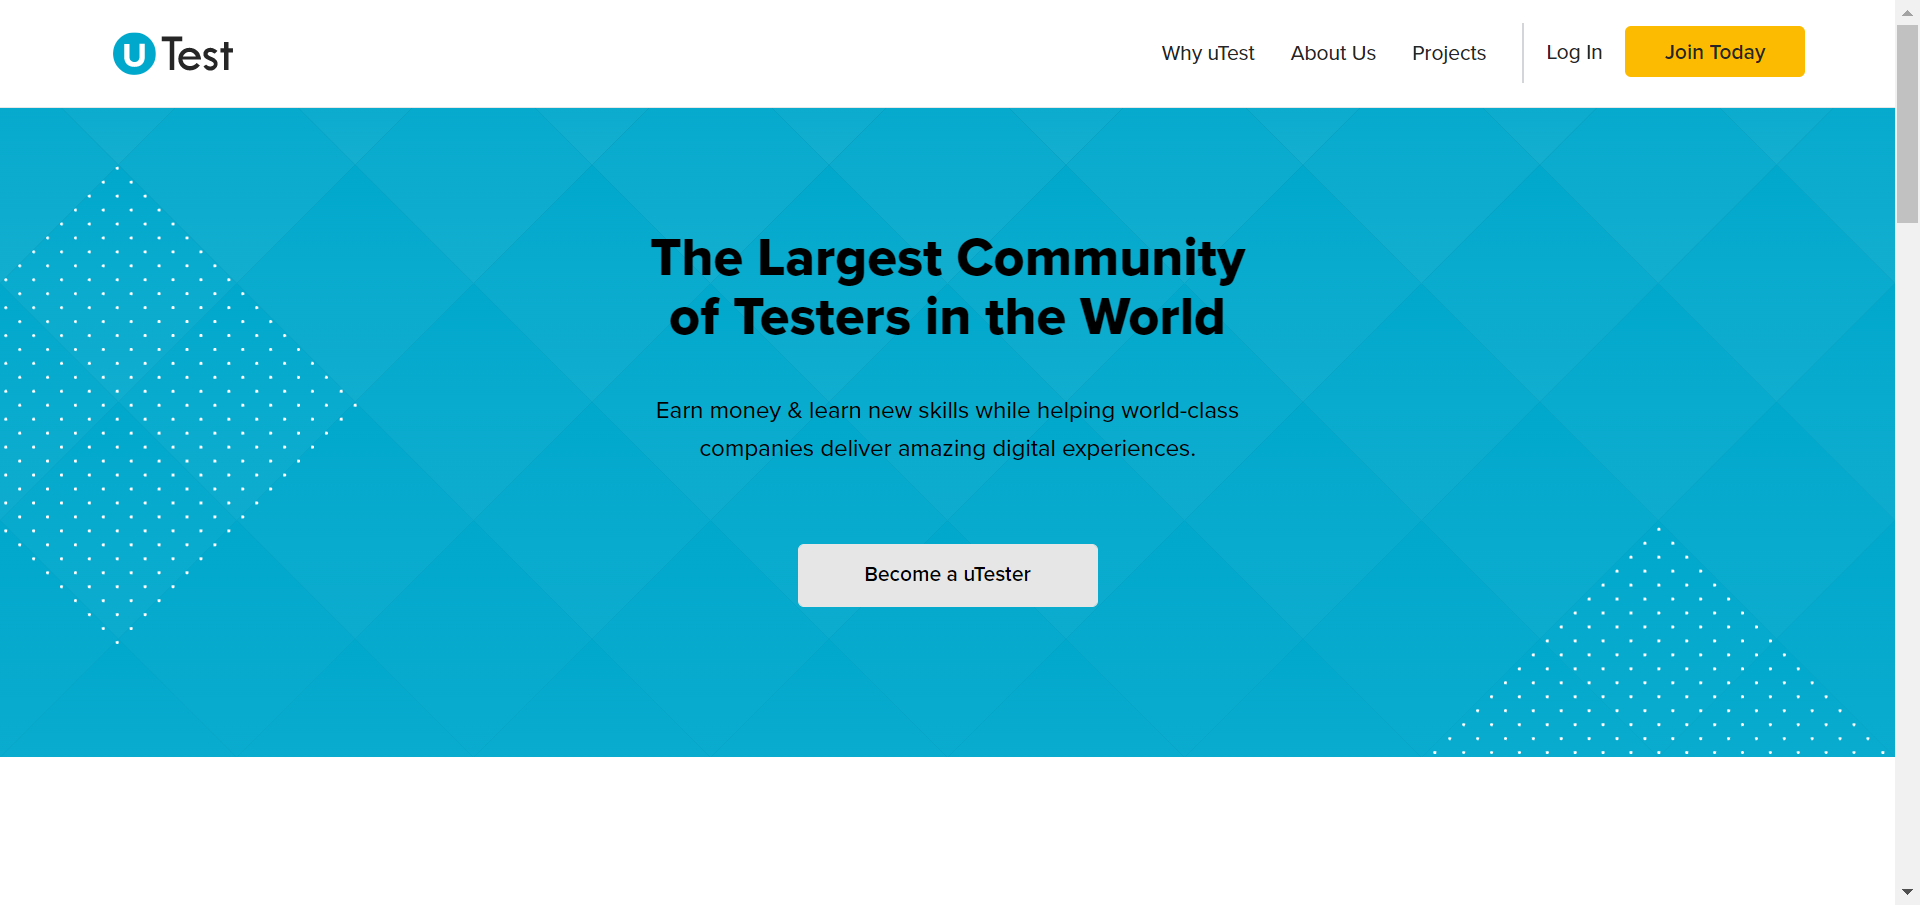 uTest
Why uTest
About Us
Projects
Log In
Join Today
The Largest Community
of Testers in the World
Earn money & learn new skills while helping world-class
companies deliver amazing digital experiences.
Become a uTester